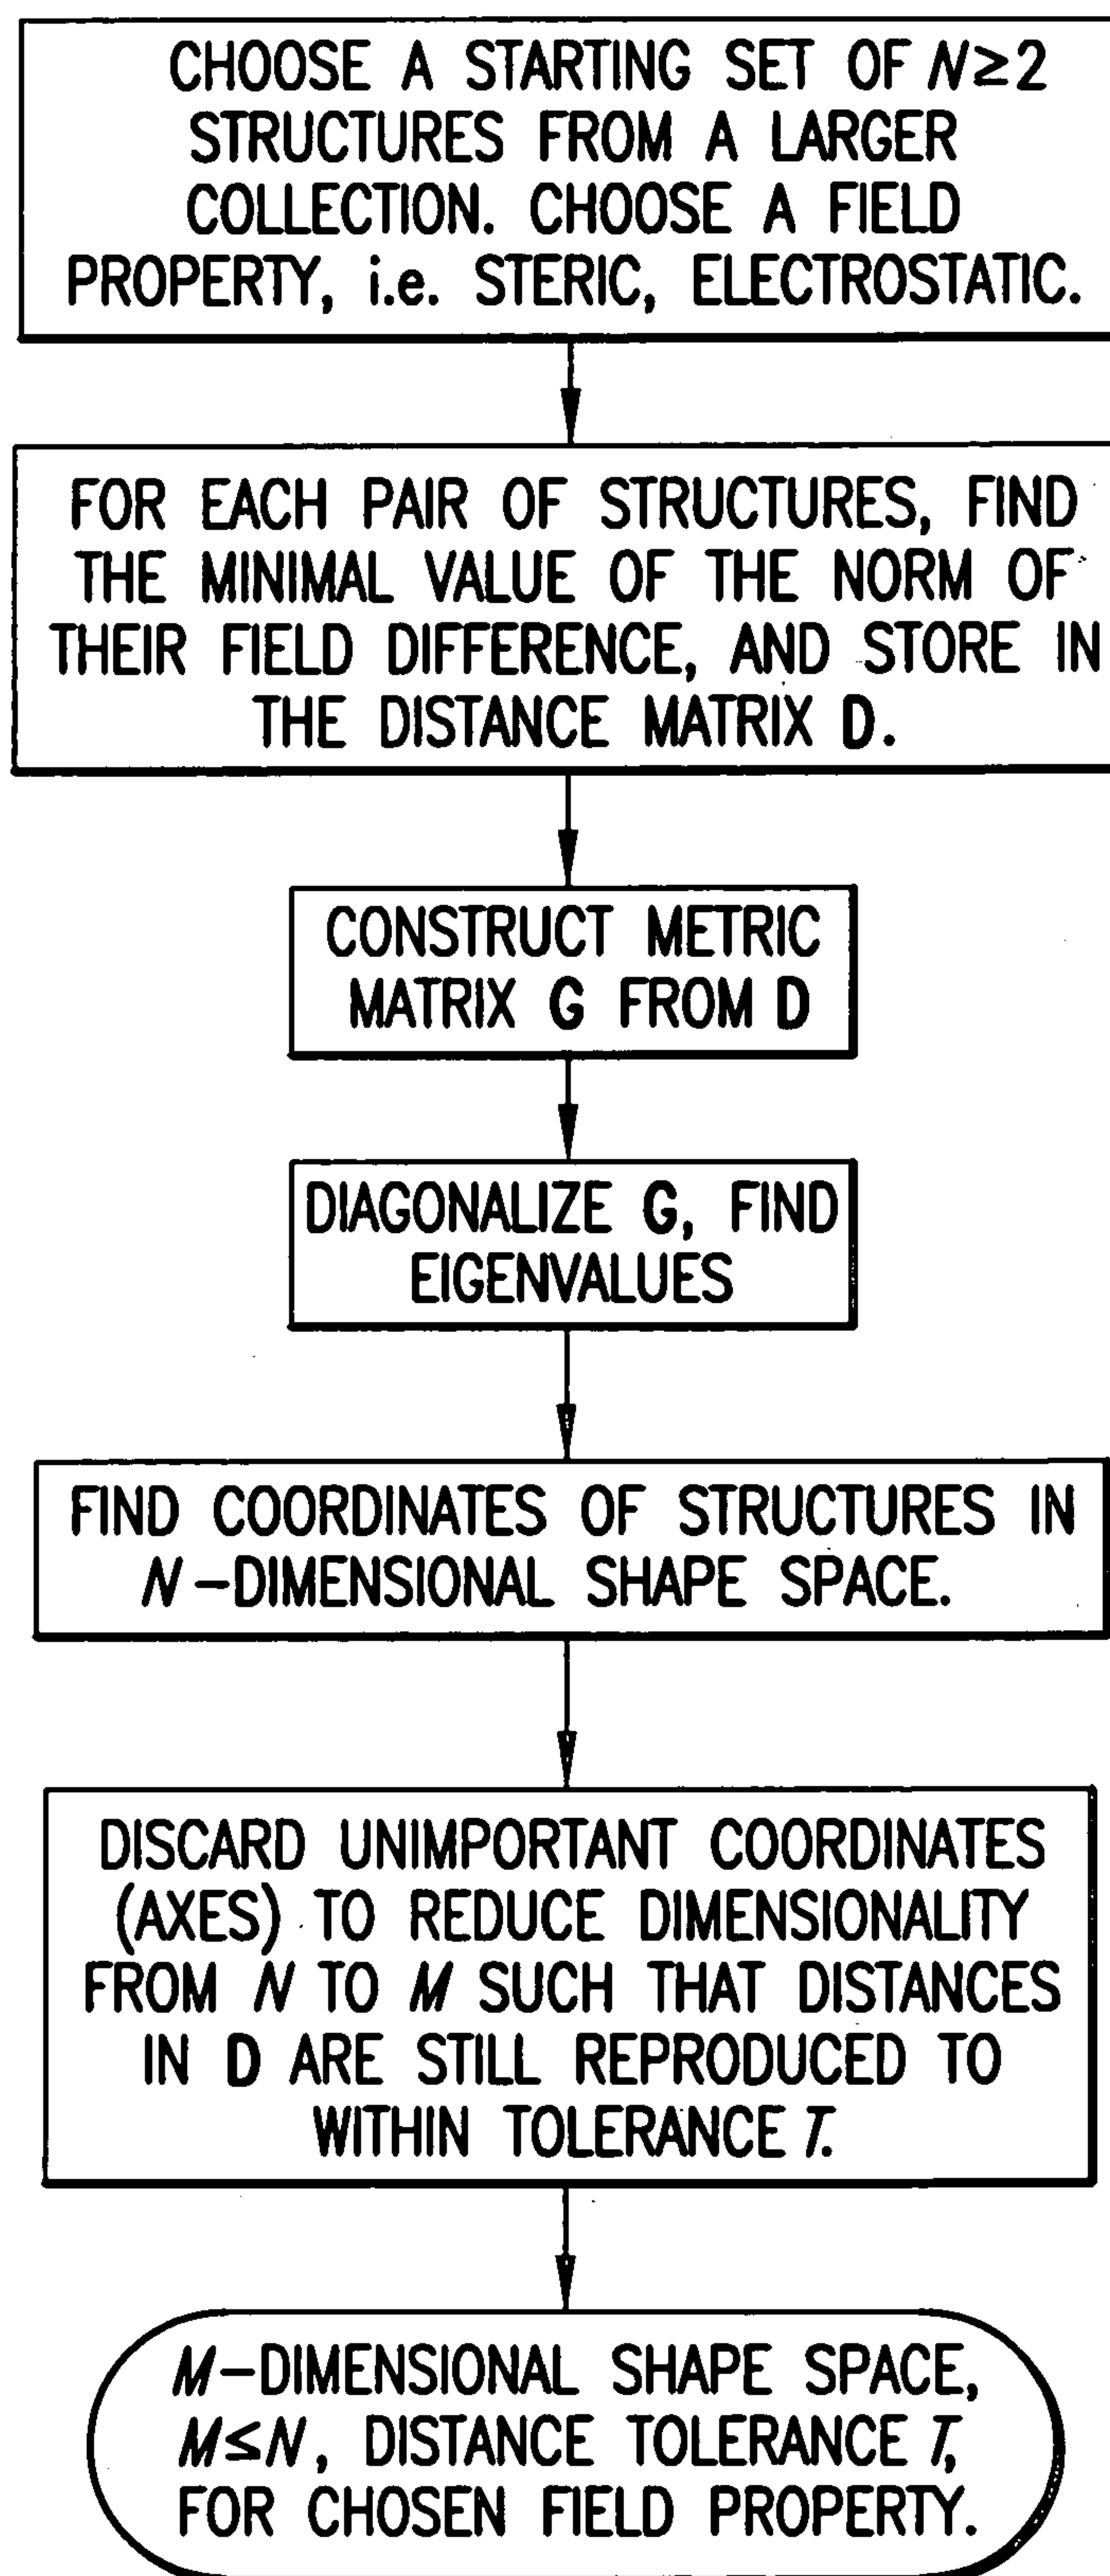 CHOOSE A STARTING SET OF N≥2
STRUCTURES FROM A LARGER
COLLECTION. CHOOSE A FIELD
PROPERTY, i.e. STERIC, ELECTROSTATIC.
FOR EACH PAIR OF STRUCTURES, FIND
THE MINIMAL VALUE OF THE NORM OF
THEIR FIELD DIFFERENCE, AND STORE IN
THE DISTANCE MATRIX D.
CONSTRUCT METRIC
MATRIX G FROM D
DIAGONALIZE G, FIND
EIGENVALUES
FIND COORDINATES OF STRUCTURES IN
N-DIMENSIONAL SHAPE SPACE.
DISCARD UNIMPORTANT COORDINATES
(AXES) TO REDUCE DIMENSIONALITY
FROM N TO M SUCH THAT DISTANCES
IN D ARE STILL REPRODUCED TO
WITHIN TOLERANCE T.
M-DIMENSIONAL SHAPE SPACE,
M≤N, DISTANCE TOLERANCE T,
FOR CHOSEN FIELD PROPERTY.